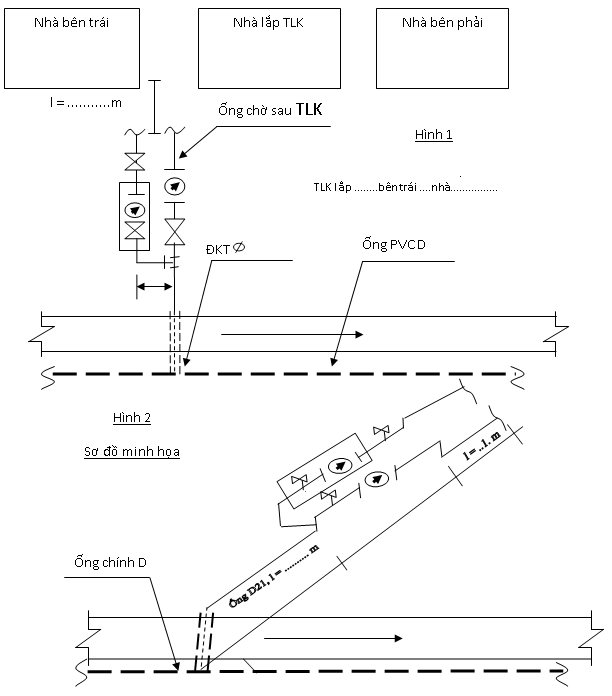 Nhà bên trái
Nhà lắp TLK
Nhà bên phải
l = ...........m
Ống chờ sau TLK
Hình 1
TLK lắp ........bên trái ....nhà................
ĐKT Ø
Ống PVCD
Hình 2
Sơ đồ minh họa
l = ..1. m
Ống D21, l = .......... m
Ống chính D